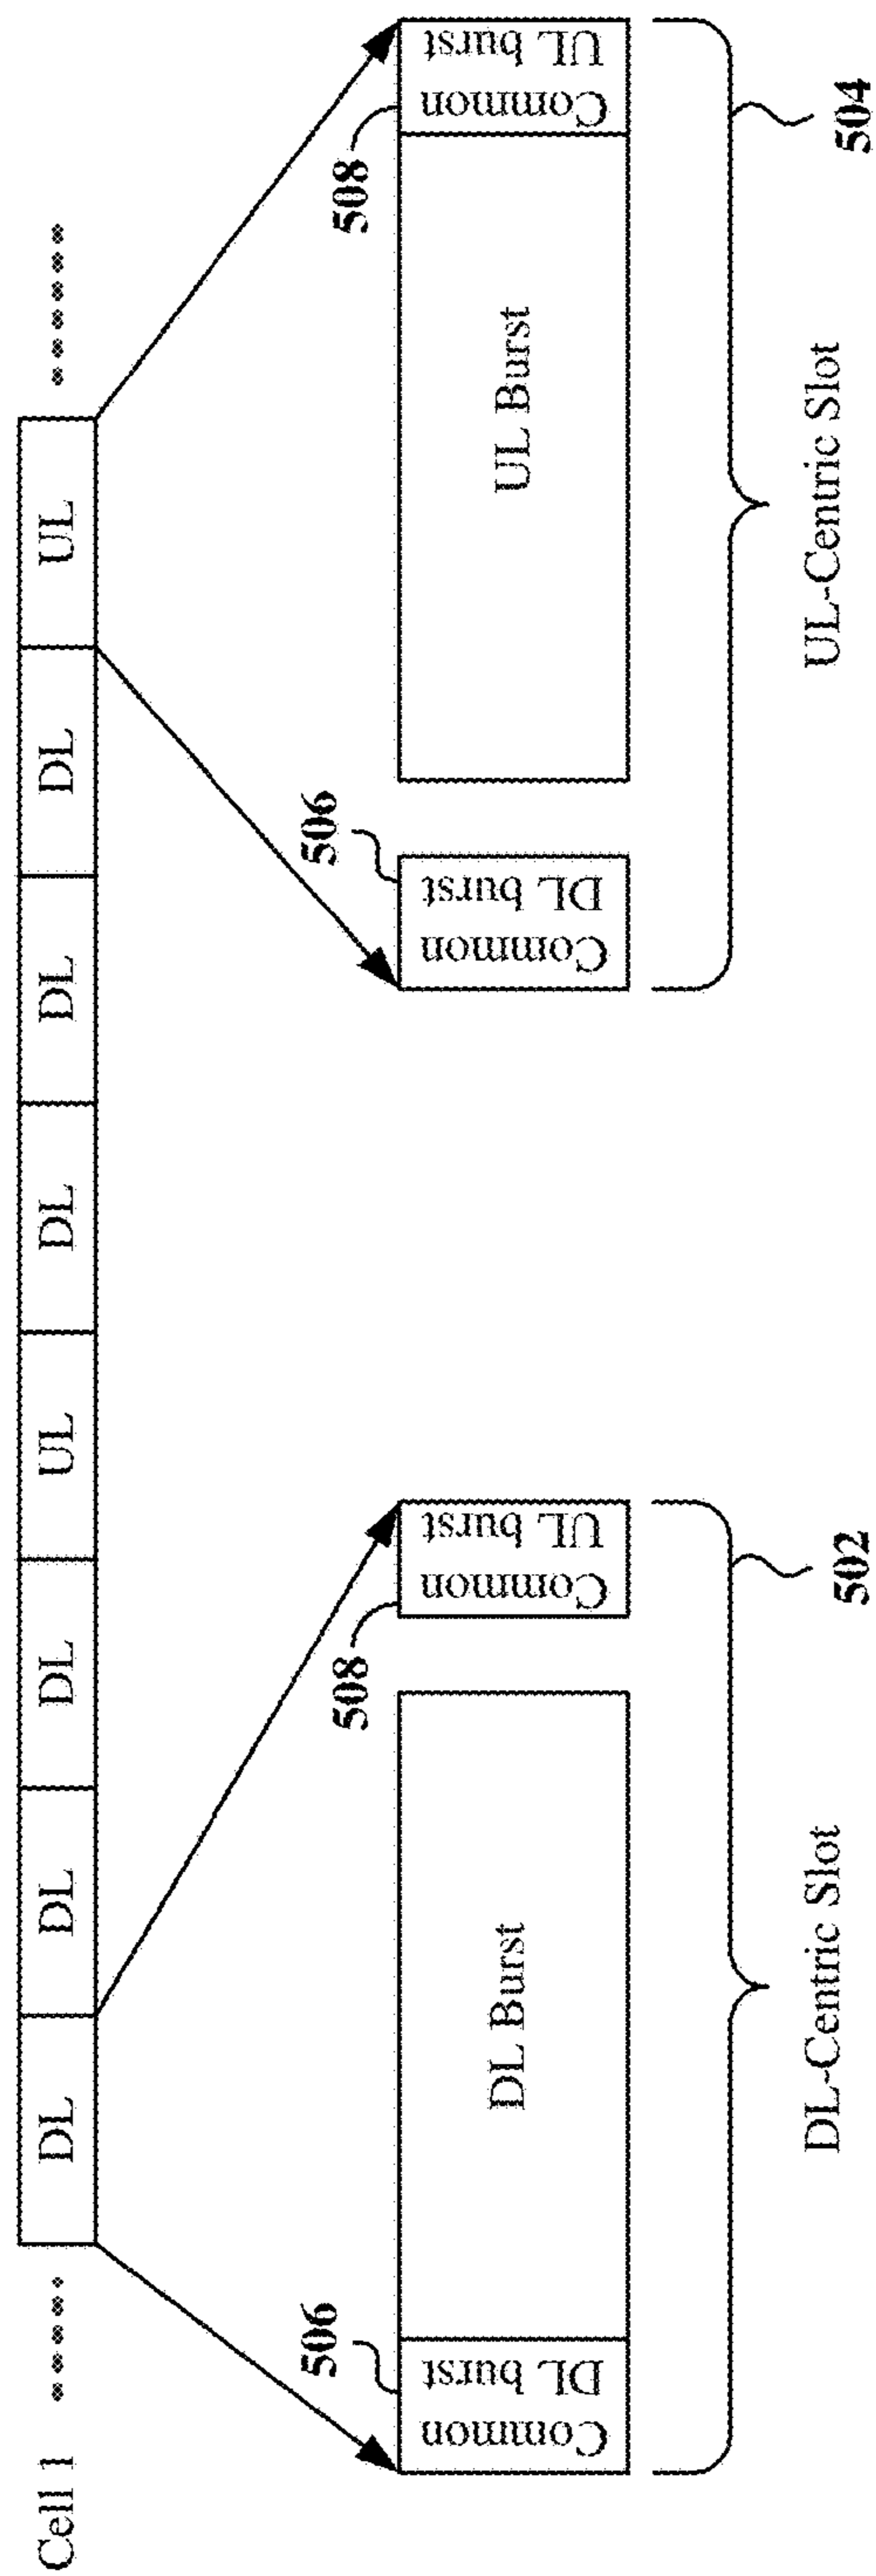 Cell 1 ...... DL DL DL UL DL DL DL UL ......
506
508
506
508
Common
DL burst
DL Burst
Common
UL burst
Common
DL burst
UL Burst
Common
UL burst
DL-Centric Slot
502
UL-Centric Slot
504